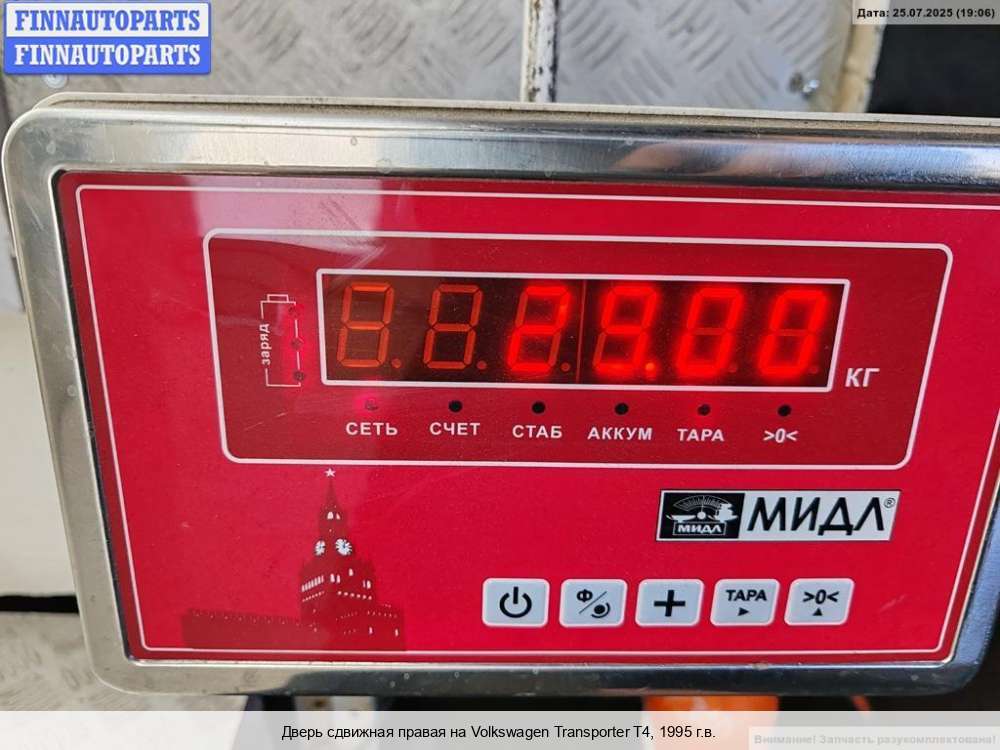 FINNAUTOPARTS
FINNAUTOPARTS
Дата: 25.07.2025 (19:06)
заряд
29.00
КГ
СЕТЬ СЧЕТ СТАБ АККУМ ТАРА >0<
МИДЛ МИДЛ®
Ф ТАРА >0<
Дверь сдвижная правая на Volkswagen Transporter T4, 1995 г.в.
Внимание! Запчасть разукомплектована!